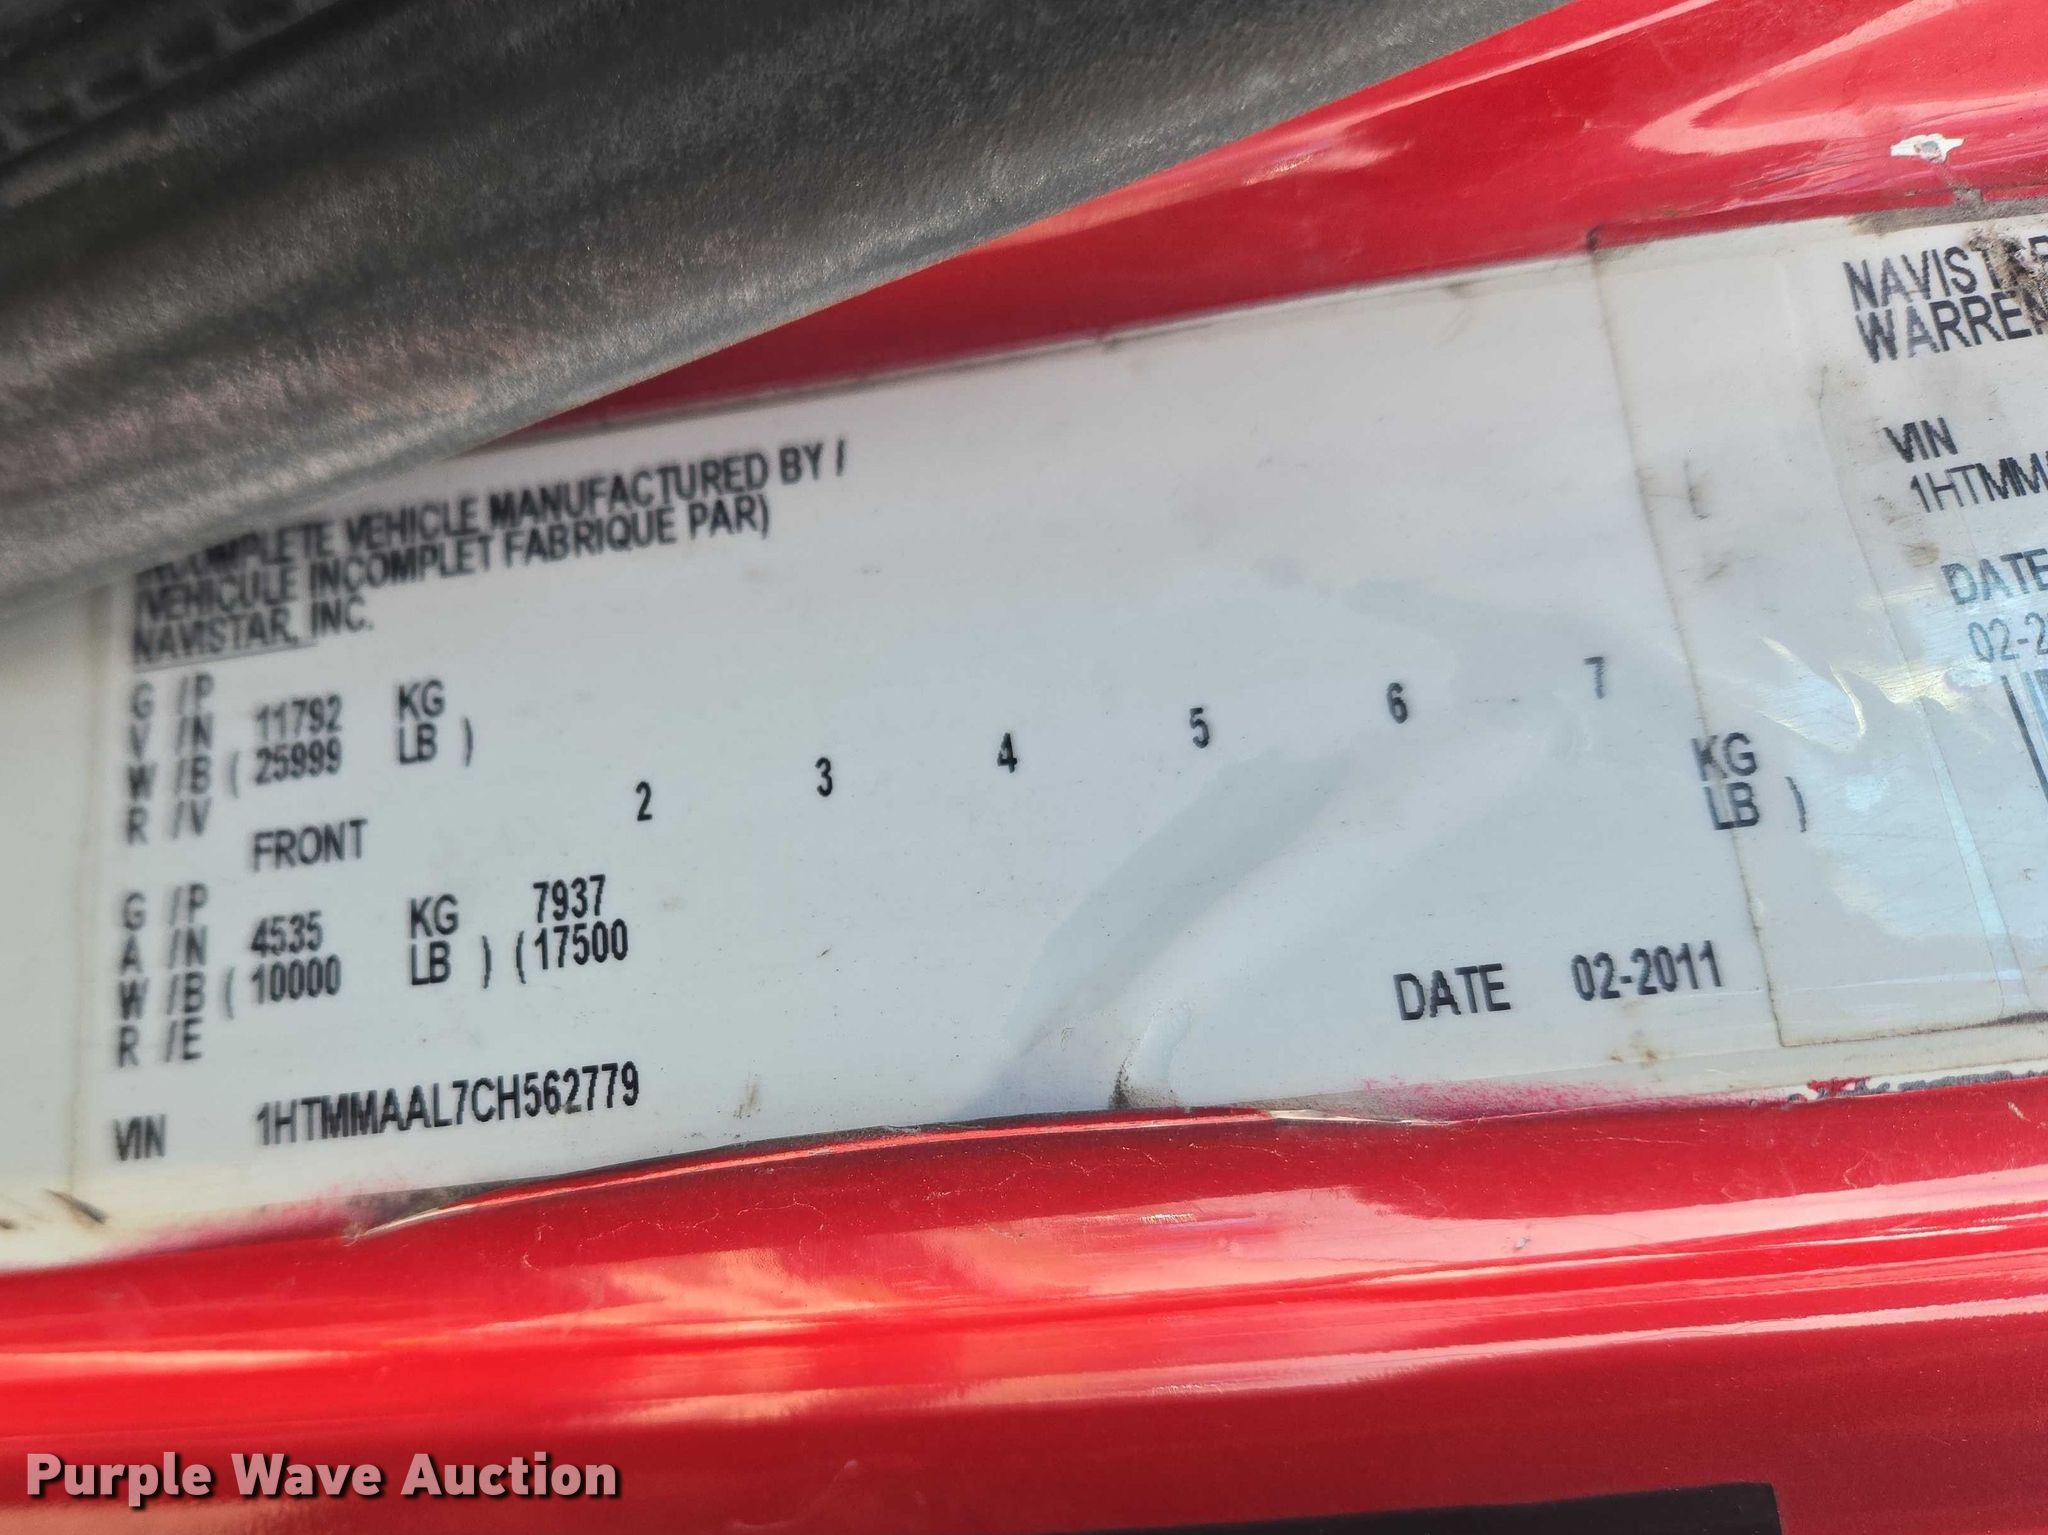 INCOMPLETE VEHICLE MANUFACTURED BY /
(VEHICULE INCOMPLET FABRIQUE PAR)
NAVISTAR, INC.
G /P
V /N 11792 KG
W /B ( 25999 LB )
R /V
FRONT 2 3 4 5 6 7
G /P
A /N 4535 KG 7937 KG
W /B ( 10000 LB ) ( 17500 LB )
R /E
DATE 02-2011
VIN 1HTMMAAL7CH562779
NAVISTAR
WARREN
VIN
1HTMM
DATE
02-2
Purple Wave Auction